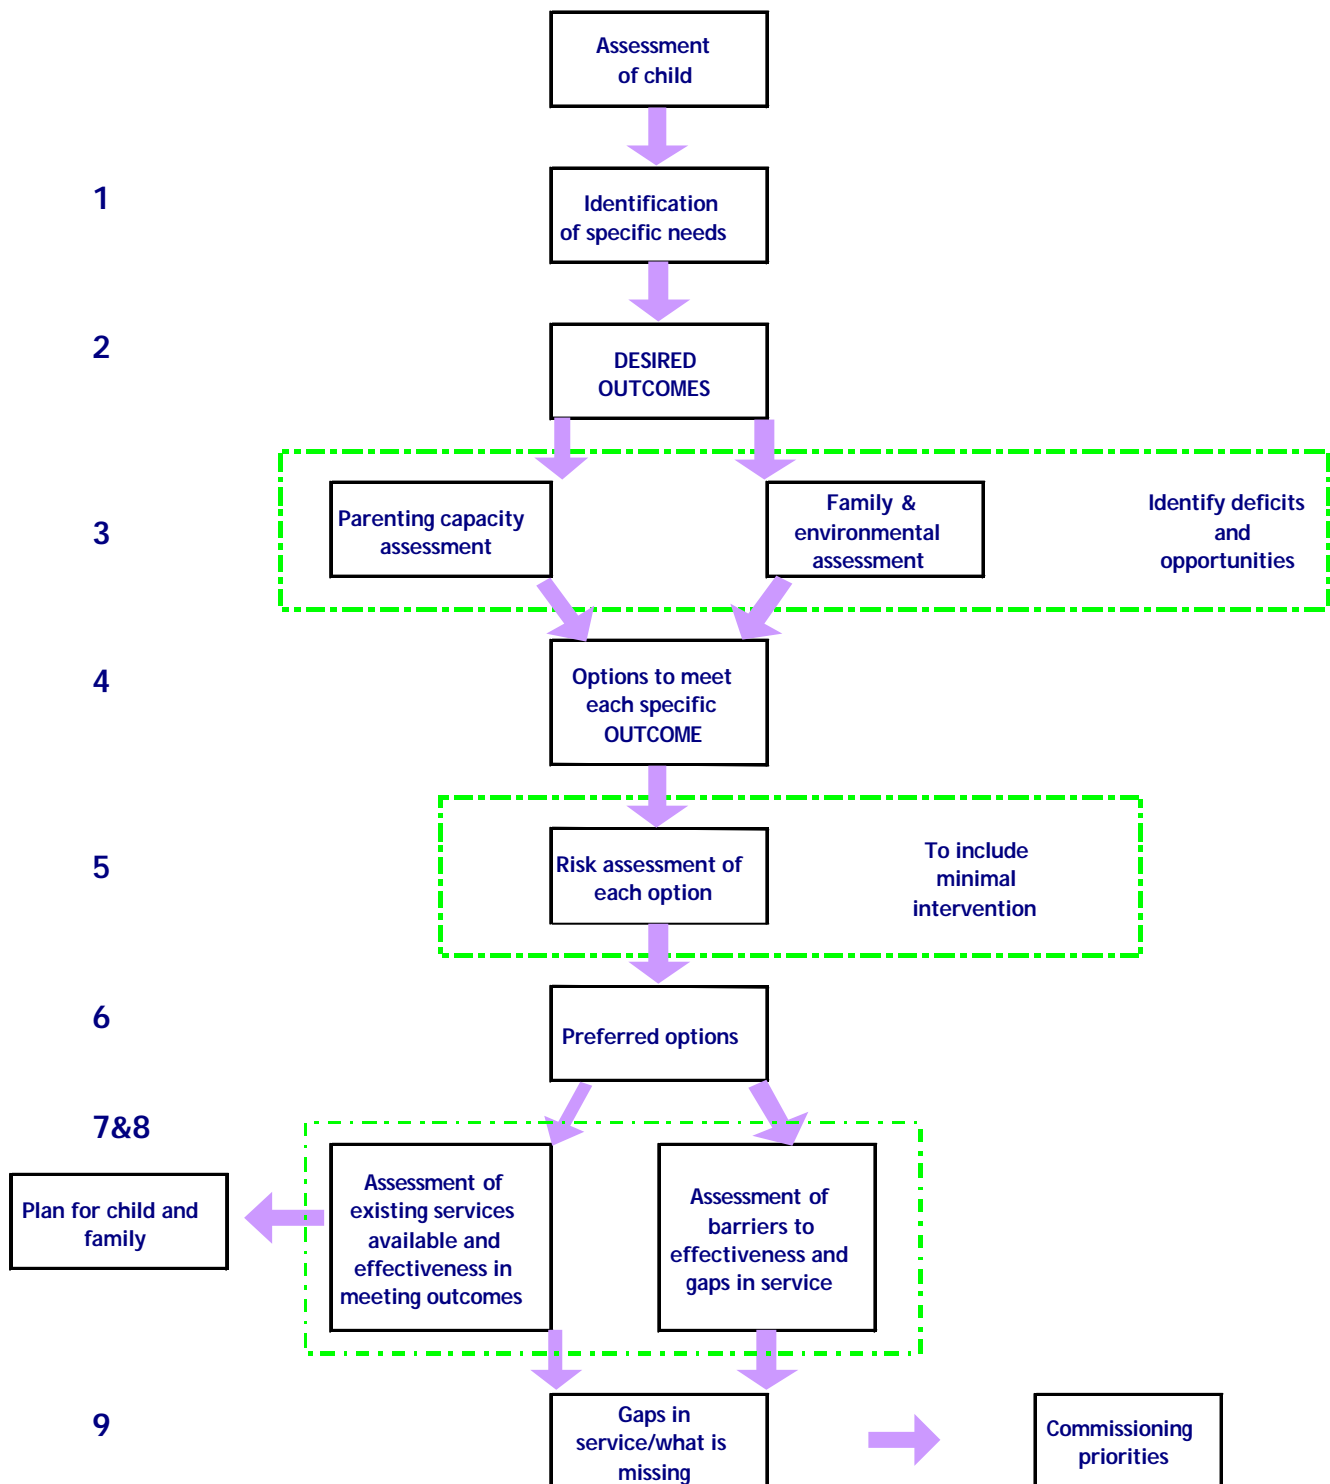 Assessment
of child
1
Identification
of specific needs
2
DESIRED
OUTCOMES
3
Parenting capacity
assessment
Family &
environmental
assessment
Identify deficits
and
opportunities
4
Options to meet
each specific
OUTCOME
5
Risk assessment of
each option
To include
minimal
intervention
6
Preferred options
7&8
Plan for child and
family
Assessment of
existing services
available and
effectiveness in
meeting outcomes
Assessment of
barriers to
effectiveness and
gaps in service
9
Gaps in
service/what is
missing
Commissioning
priorities